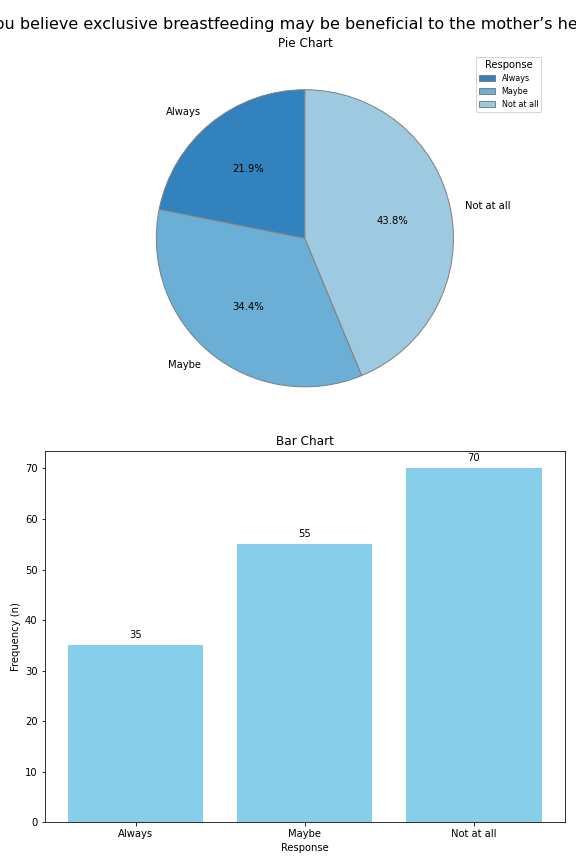 ou believe exclusive breastfeeding may be beneficial to the mother’s he
Pie Chart
Response
Always
Maybe
Not at all
Always
21.9%
Not at all
43.8%
34.4%
Maybe
Bar Chart
Frequency (n)
70
60
50
40
30
20
10
0
35
55
70
Always
Maybe
Not at all
Response